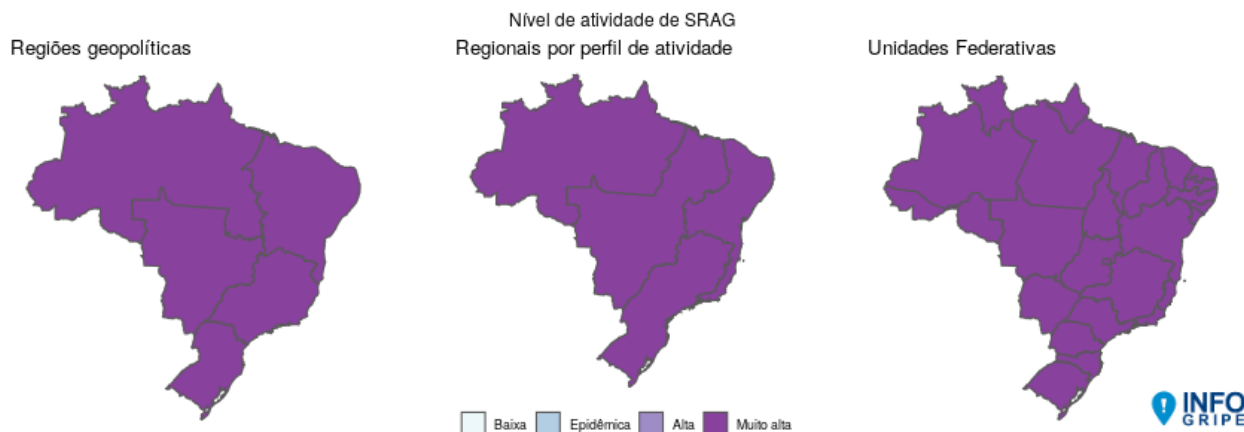 Nível de atividade de SRAG
Regiões geopolíticas
Regionais por perfil de atividade
Unidades Federativas
Baixa
Epidêmica
Alta
Muito alta
INFO
GRIPE